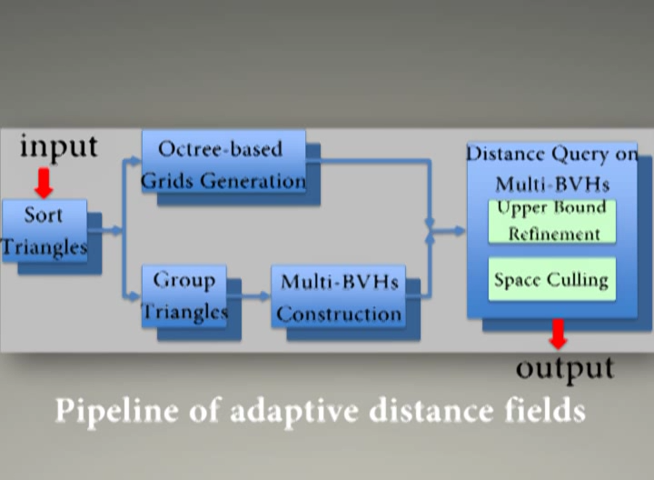 input
Sort
Triangles
Octree-based
Grids Generation
Group
Triangles
Multi-BVHs
Construction
Distance Query on
Multi-BVHs
Upper Bound
Refinement
Space Culling
output
Pipeline of adaptive distance fields